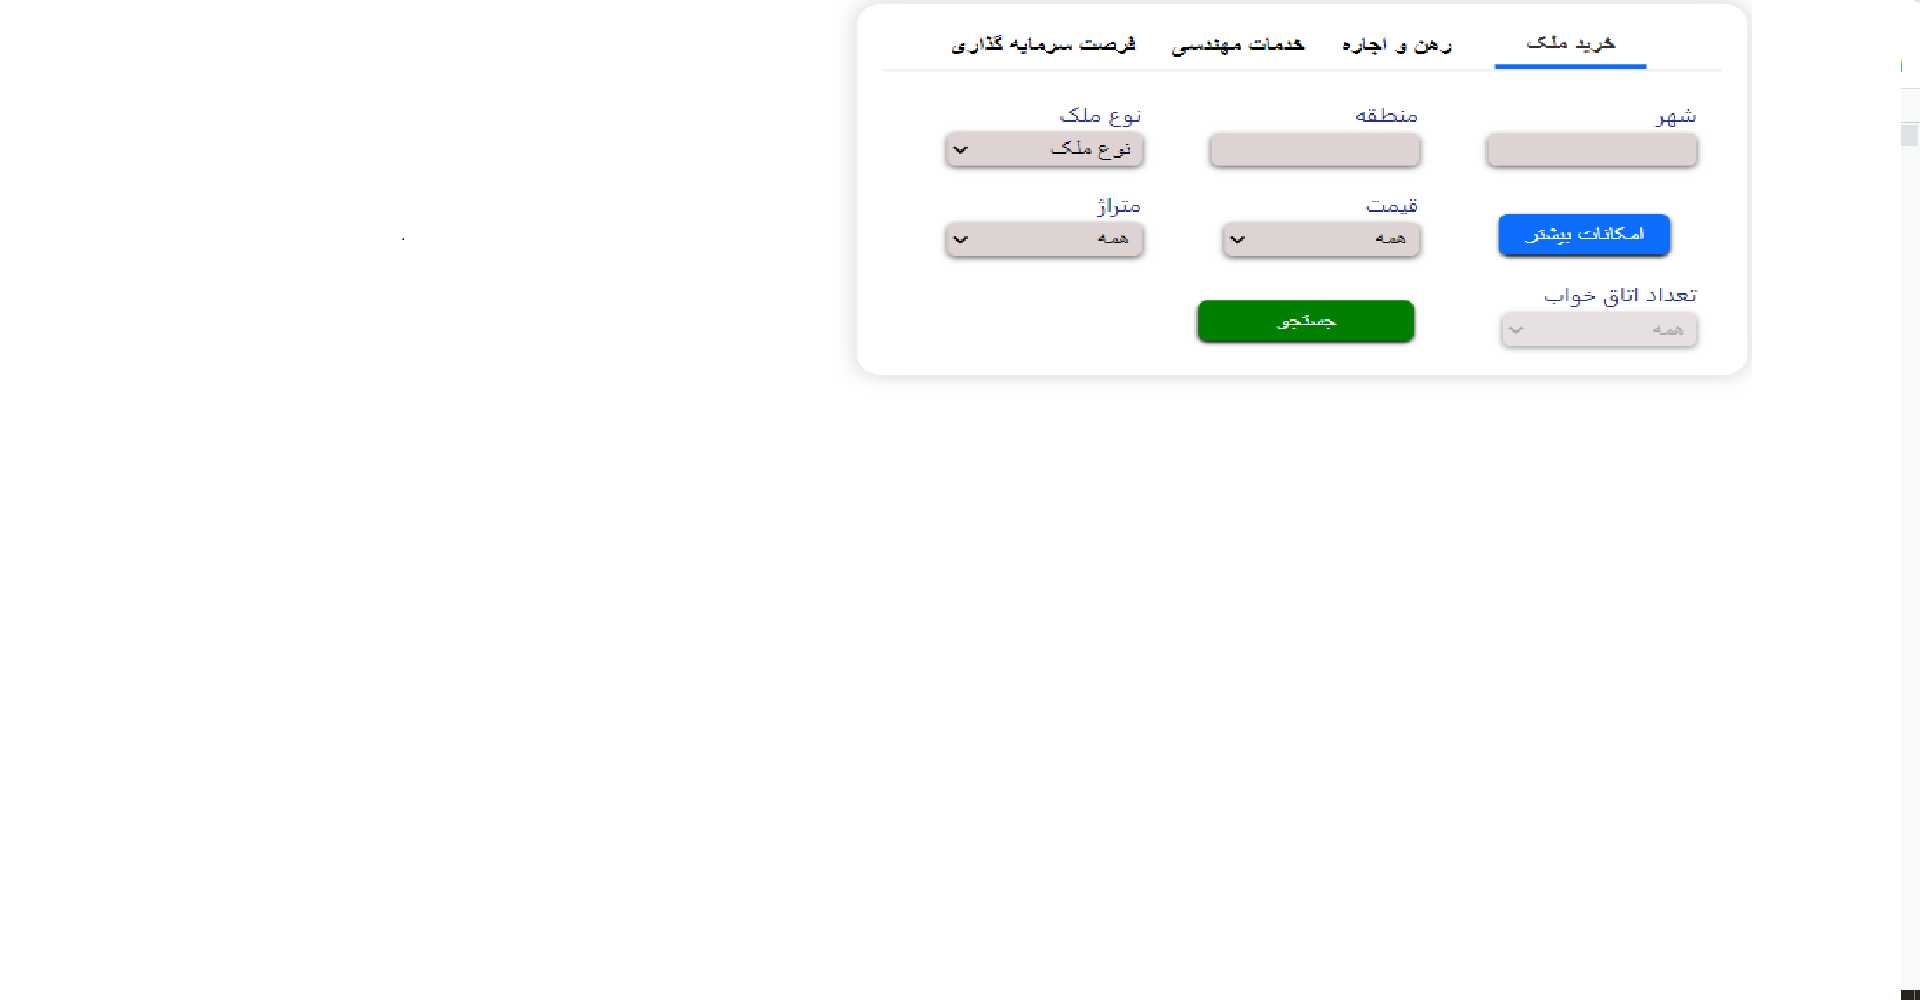 خرید ملک
رهن و اجاره
خدمات مهندسی
فرصت سرمایه گذاری
شهر
منطقه
نوع ملک
نوع ملک
قیمت
متراژ
امکانات بیشتر
همه
همه
تعداد اتاق خواب
همه
جستجو